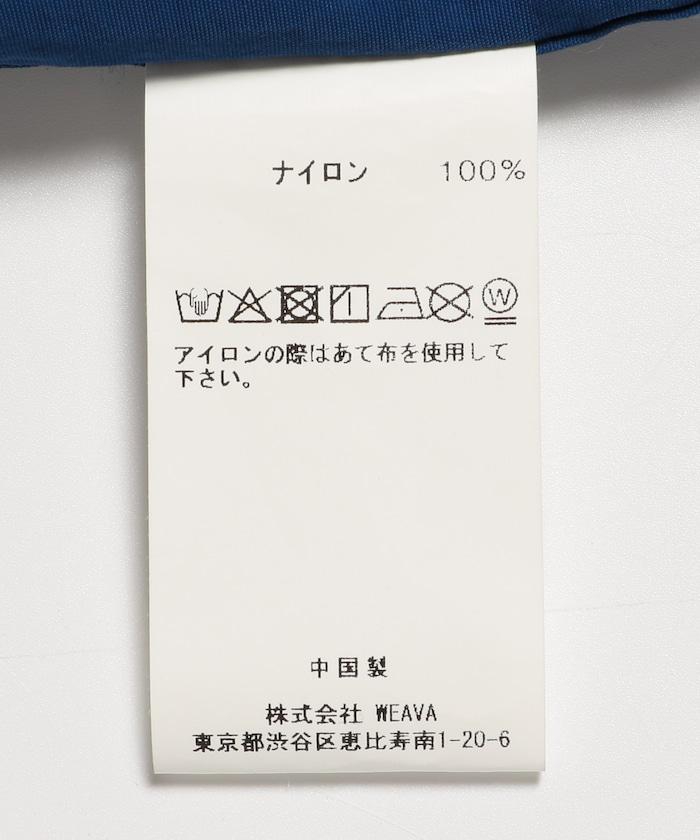 ナイロン 100%
W
アイロンの際はあて布を使用して
下さい。
中国製
株式会社 WEAVA
東京都渋谷区恵比寿南1-20-6